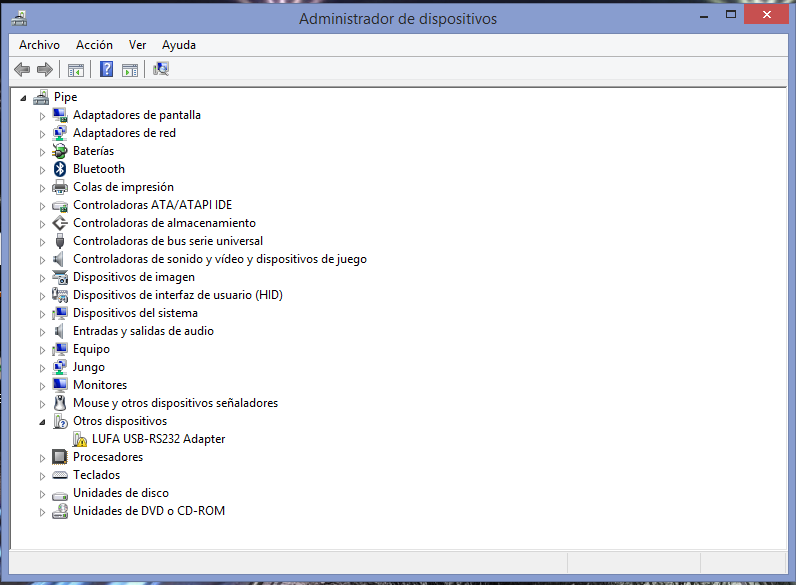 Administrador de dispositivos
Archivo Acción Ver Ayuda
Pipe
Adaptadores de pantalla
Adaptadores de red
Baterías
Bluetooth
Colas de impresión
Controladoras ATA/ATAPI IDE
Controladoras de almacenamiento
Controladoras de bus serie universal
Controladoras de sonido y vídeo y dispositivos de juego
Dispositivos de imagen
Dispositivos de interfaz de usuario (HID)
Dispositivos del sistema
Entradas y salidas de audio
Equipo
Jungo
Monitores
Mouse y otros dispositivos señaladores
Otros dispositivos
LUFA USB-RS232 Adapter
Procesadores
Teclados
Unidades de disco
Unidades de DVD o CD-ROM